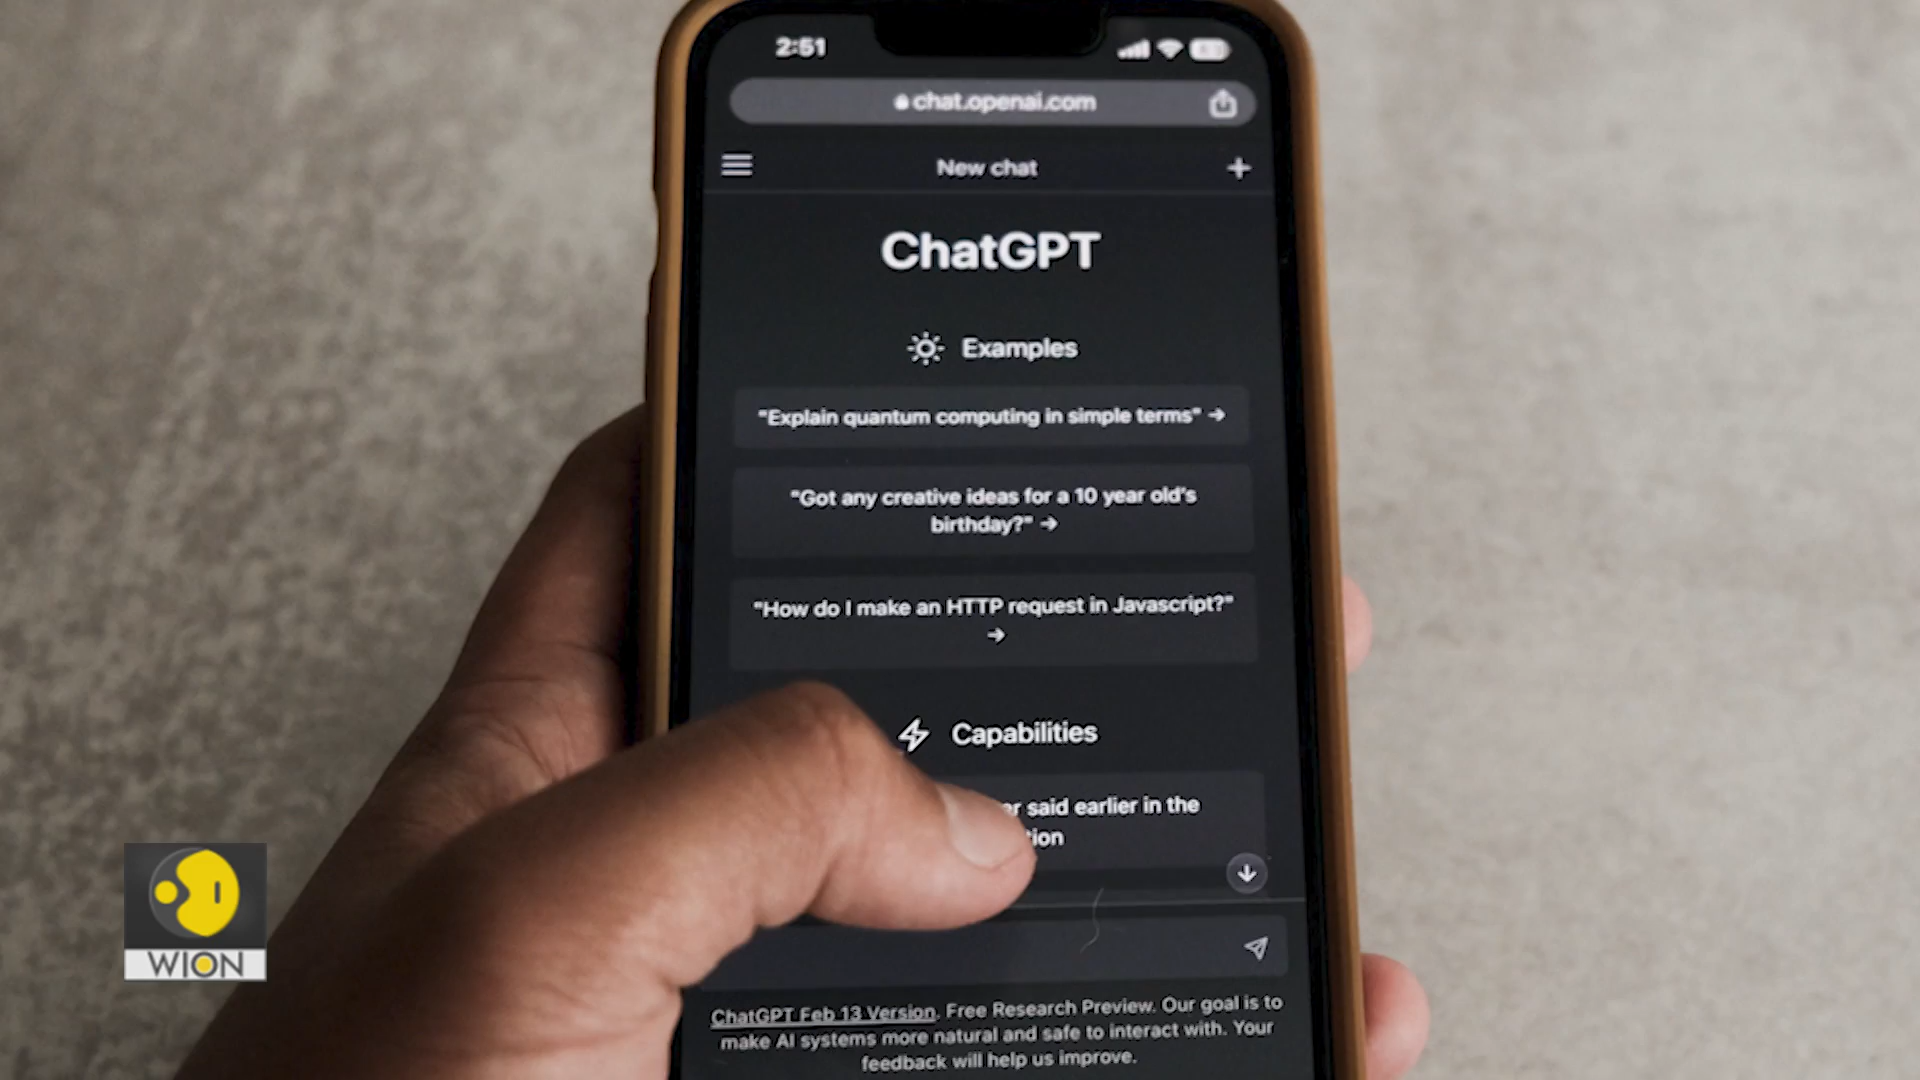 2:51
chat.openai.com
New chat
ChatGPT
Examples
"Explain quantum computing in simple terms" →
"Got any creative ideas for a 10 year old's
birthday?" →
"How do I make an HTTP request in Javascript?"
→
Capabilities
said earlier in the
WION
ChatGPT Feb 13 Version. Free Research Preview. Our goal is to
make AI systems more natural and safe to interact with. Your
feedback will help us improve.